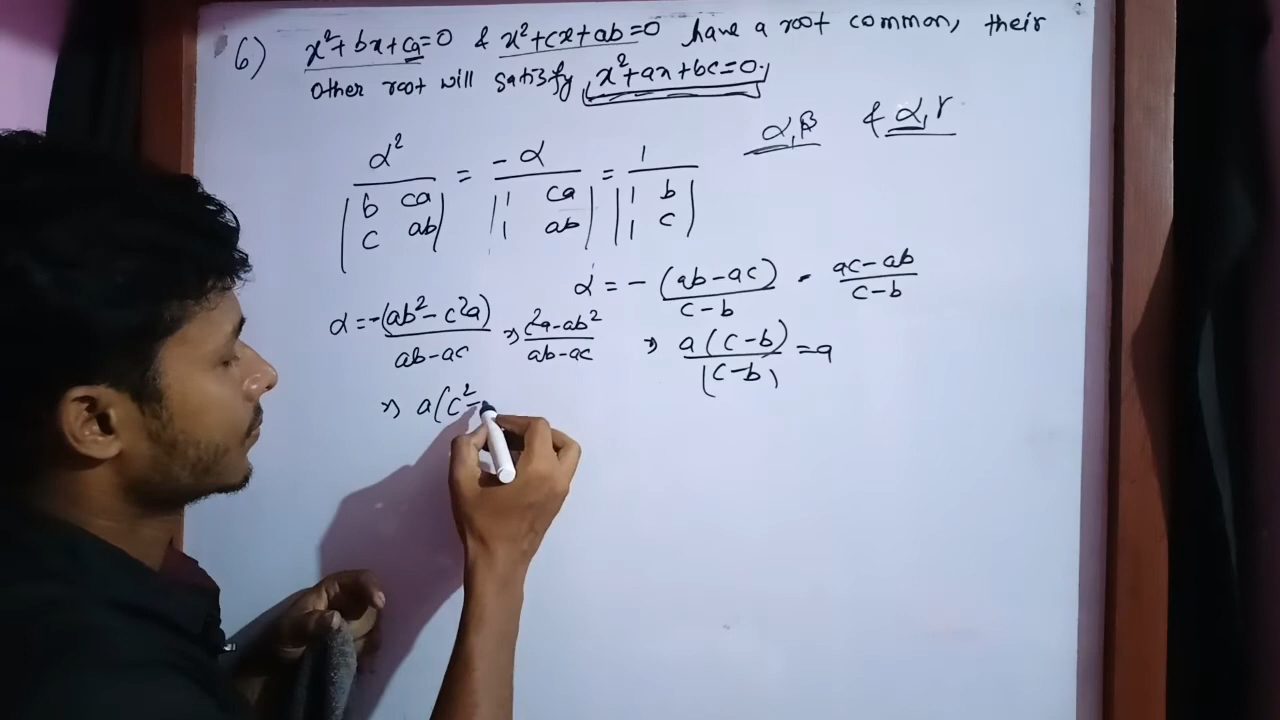 6) x²+bx+ca=0 & x²+cx+ab=0 have a root common, their
other root will satisfy x²+ax+bc=0.
α,β & α,γ
α²/|b ca; c ab| = -α/|1 ca; 1 ab| = 1/|1 b; 1 c|
α = -(ab-ac)/(c-b) = (ac-ab)/(c-b)
α = -(ab²-c²a)/(ab-ac) ⇒ (c²a-ab²)/(ab-ac)
⇒ a(c-b)/(c-b) = a
⇒ a(c²-